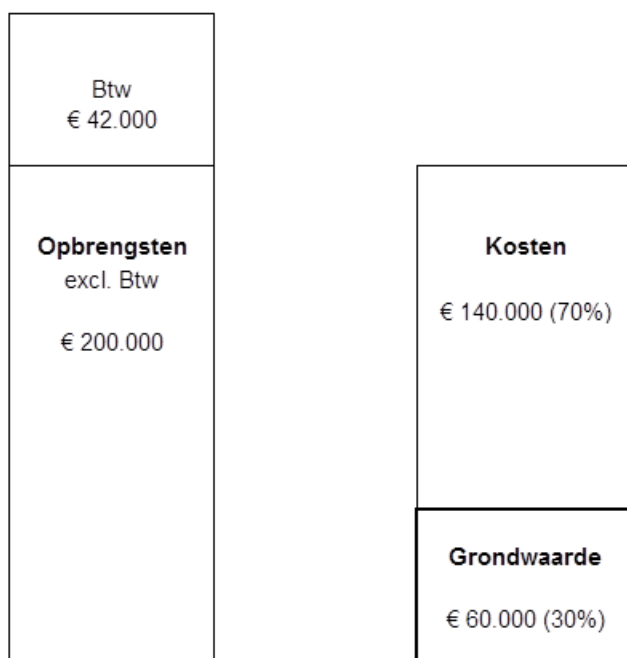 Btw
€ 42.000
Opbrengsten
excl. Btw
€ 200.000
Kosten
€ 140.000 (70%)
Grondwaarde
€ 60.000 (30%)